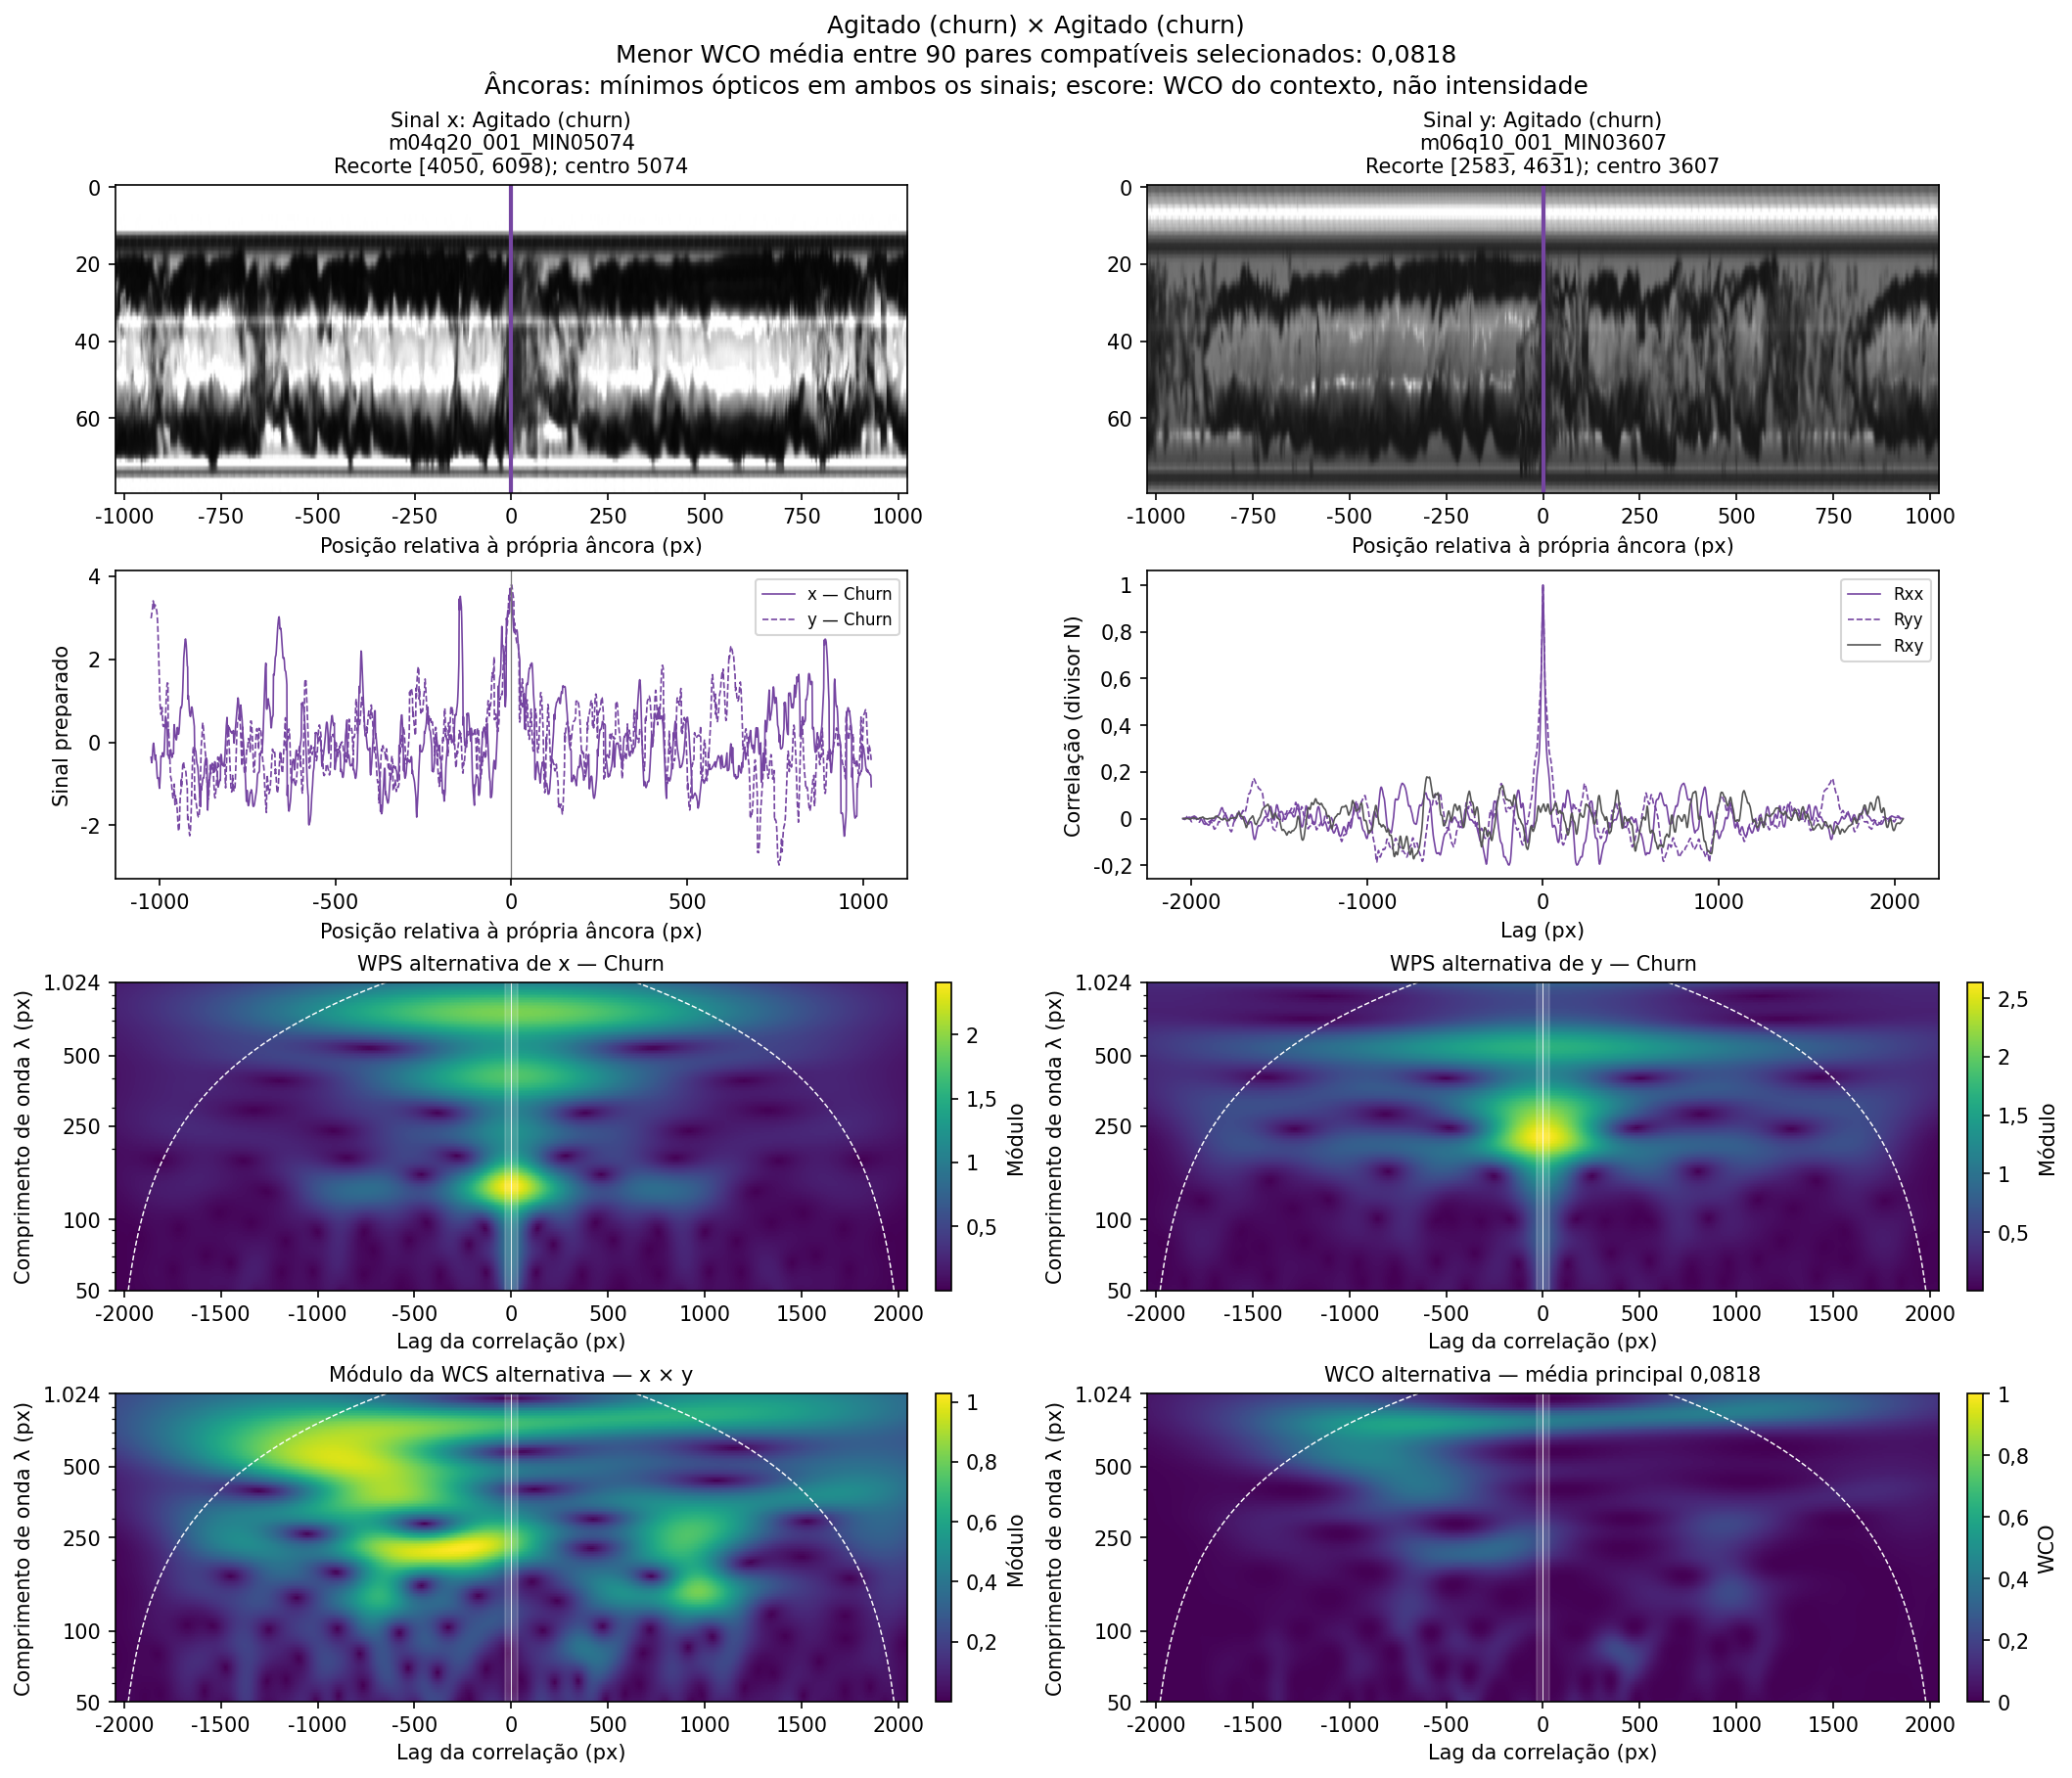 Agitado (churn) × Agitado (churn)
Menor WCO média entre 90 pares compatíveis selecionados: 0,0818
Âncoras: mínimos ópticos em ambos os sinais; escore: WCO do contexto, não intensidade
Sinal x: Agitado (churn)
m04q20_001_MIN05074
Recorte [4050, 6098); centro 5074
0
20
40
60
-1000 -750 -500 -250 0 250 500 750 1000
Posição relativa à própria âncora (px)
Sinal y: Agitado (churn)
m06q10_001_MIN03607
Recorte [2583, 4631); centro 3607
0
20
40
60
-1000 -750 -500 -250 0 250 500 750 1000
Posição relativa à própria âncora (px)
Sinal preparado
4
2
0
-2
x — Churn
y — Churn
-1000 -500 0 500 1000
Posição relativa à própria âncora (px)
Correlação (divisor N)
1
0,8
0,6
0,4
0,2
0
-0,2
Rxx
Ryy
Rxy
-2000 -1000 0 1000 2000
Lag (px)
WPS alternativa de x — Churn
Comprimento de onda λ (px)
1.024
500
250
100
50
-2000 -1500 -1000 -500 0 500 1000 1500 2000
Lag da correlação (px)
2
1,5
1
0,5
Módulo
WPS alternativa de y — Churn
Comprimento de onda λ (px)
1.024
500
250
100
50
-2000 -1500 -1000 -500 0 500 1000 1500 2000
Lag da correlação (px)
2,5
2
1,5
1
0,5
Módulo
Módulo da WCS alternativa — x × y
Comprimento de onda λ (px)
1.024
500
250
100
50
-2000 -1500 -1000 -500 0 500 1000 1500 2000
Lag da correlação (px)
1
0,8
0,6
0,4
0,2
Módulo
WCO alternativa — média principal 0,0818
Comprimento de onda λ (px)
1.024
500
250
100
50
-2000 -1500 -1000 -500 0 500 1000 1500 2000
Lag da correlação (px)
1
0,8
0,6
0,4
0,2
0
WCO